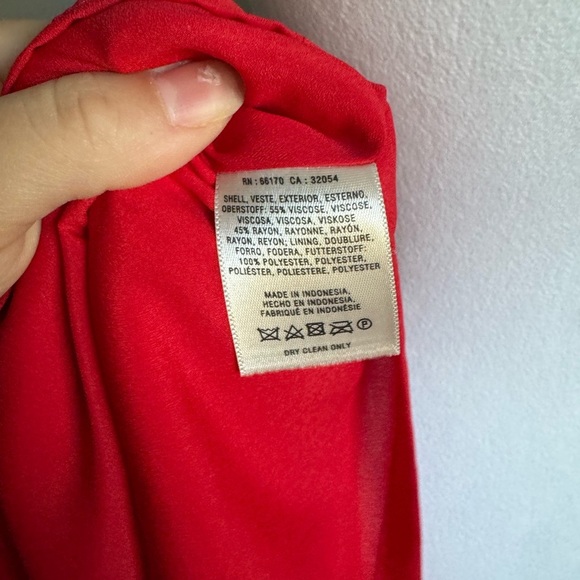 RN : 66170 CA : 32054
SHELL, VESTE, EXTERIOR, ESTERNO,
OBERSTOFF: 55% VISCOSE, VISCOSE,
VISCOSA, VISCOSA, VISKOSE
45% RAYON, RAYONNE, RAYÓN,
RAYON, REYON; LINING, DOUBLURE,
FORRO, FODERA, FUTTERSTOFF:
100% POLYESTER, POLYESTER,
POLIÉSTER, POLIESTERE, POLYESTER
MADE IN INDONESIA,
HECHO EN INDONESIA,
FABRIQUÉ EN INDONÉSIE
P
DRY CLEAN ONLY